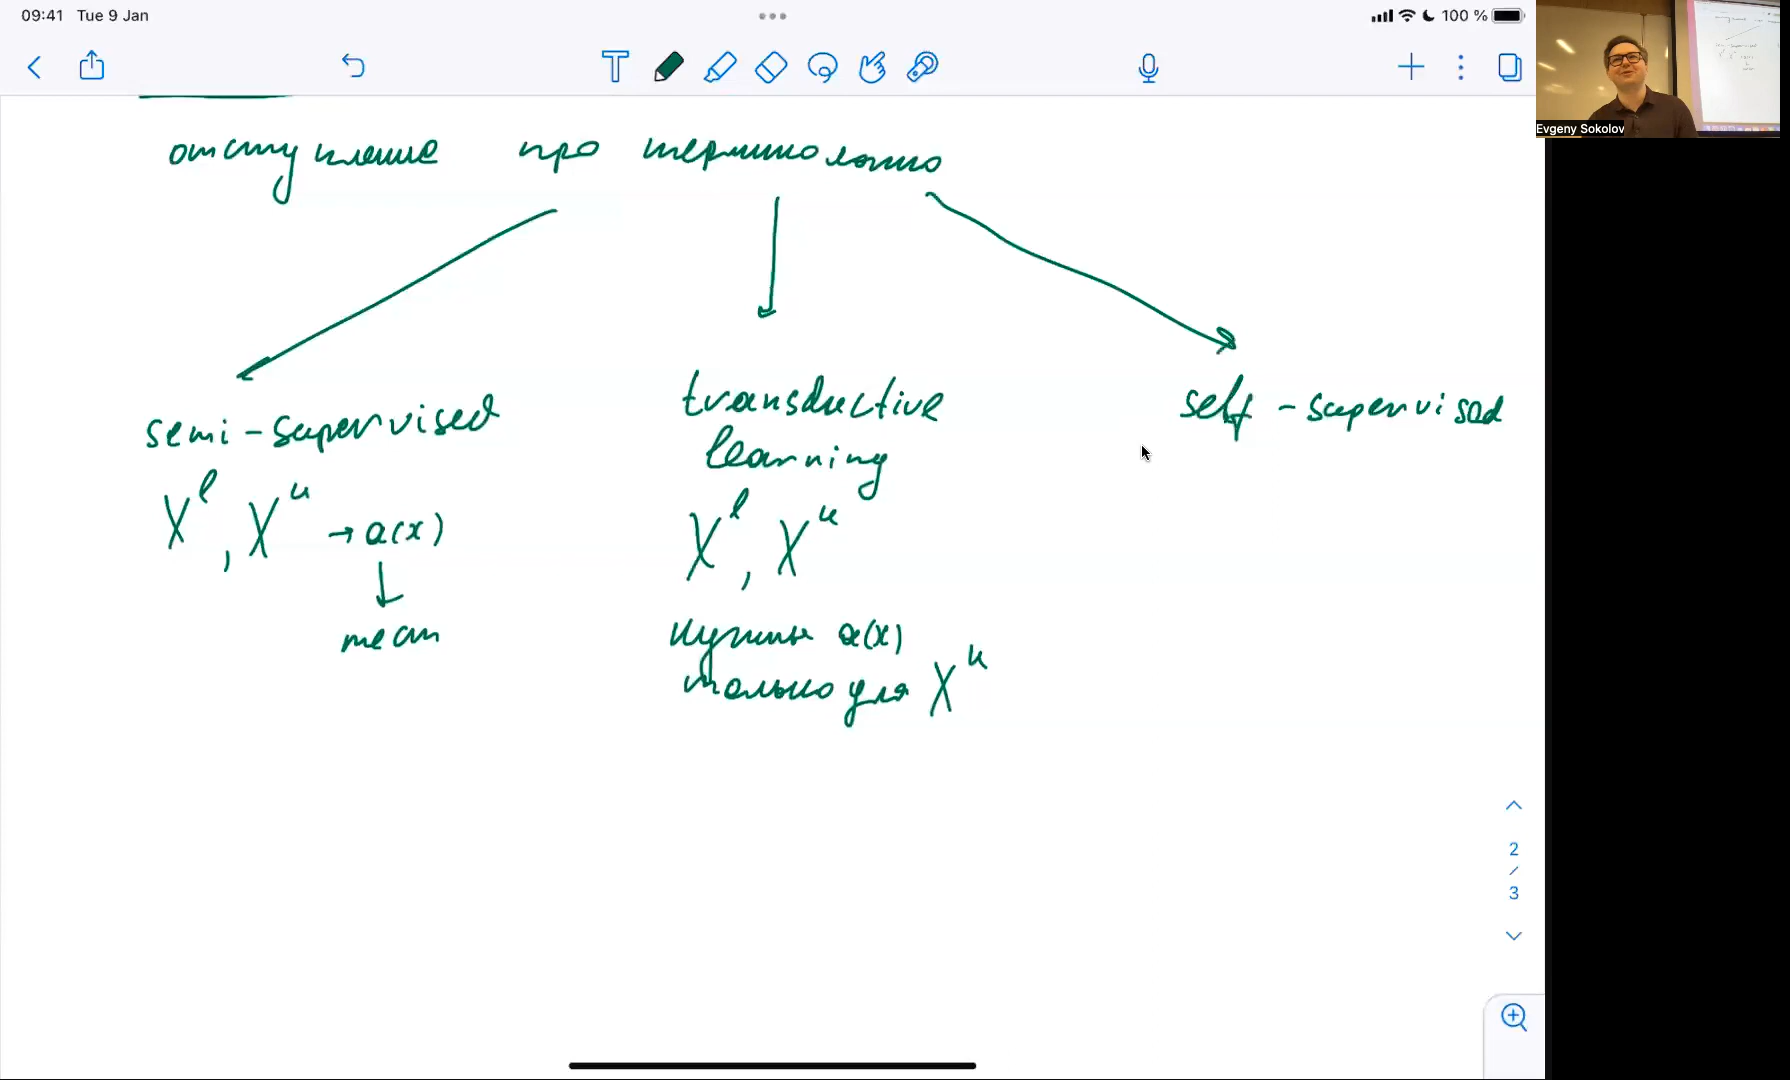 09:41 Tue 9 Jan
100 %
Evgeny Sokolov
отступление про терминологию
semi-supervised
X^l, X^u → a(x)
тест
transductive
learning
X^l, X^u
нужны a(x)
только для X^u
self-supervised
2
/
3